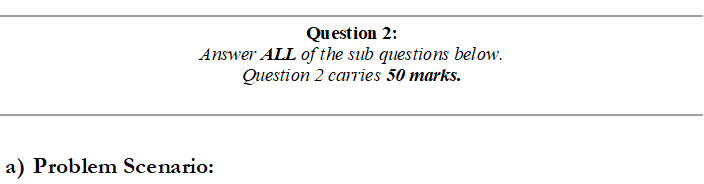 Question 2:
Answer ALL of the sub questions below.
Question 2 carries 50 marks.
a) Problem Scenario: